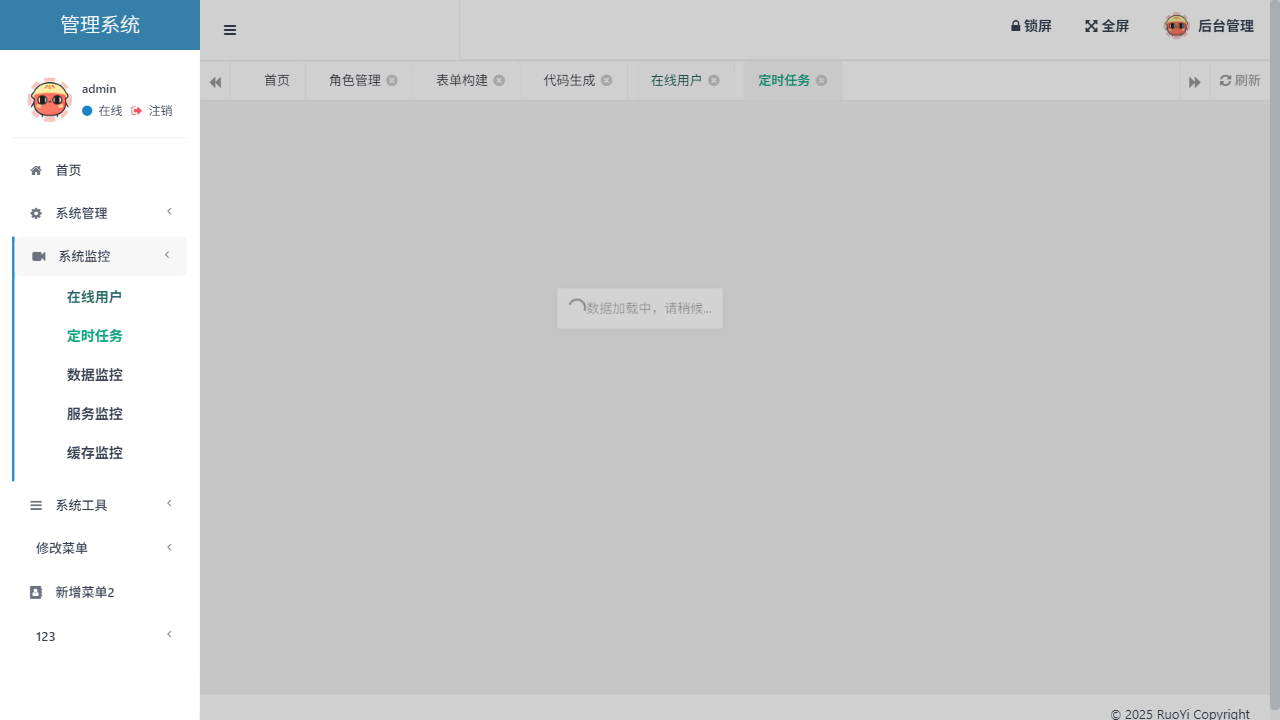 管理系统
锁屏 全屏 后台管理
首页 角色管理 表单构建 代码生成 在线用户 定时任务 刷新
admin
在线 注销
首页
系统管理
系统监控
在线用户
定时任务
数据监控
服务监控
缓存监控
系统工具
修改菜单
新增菜单2
123
数据加载中，请稍候...
© 2025 RuoYi Copyright